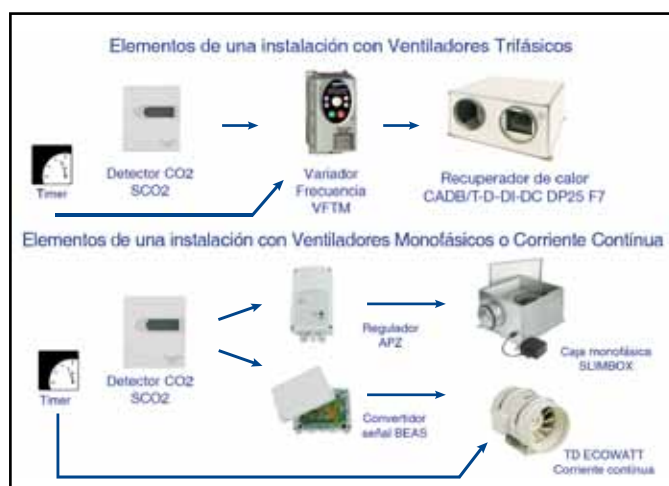 Elementos de una instalación con Ventiladores Trifásicos
Timer
Detector CO2
SCO2
Variador
Frecuencia
VFTM
Recuperador de calor
CADB/T-D-DI-DC DP25 F7
Elementos de una instalación con Ventiladores Monofásicos o Corriente Contínua
Timer
Detector CO2
SCO2
Regulador
APZ
Caja monofásica
SLIMBOX
Convertidor
señal BEAS
TD ECOWATT
Corriente contínua